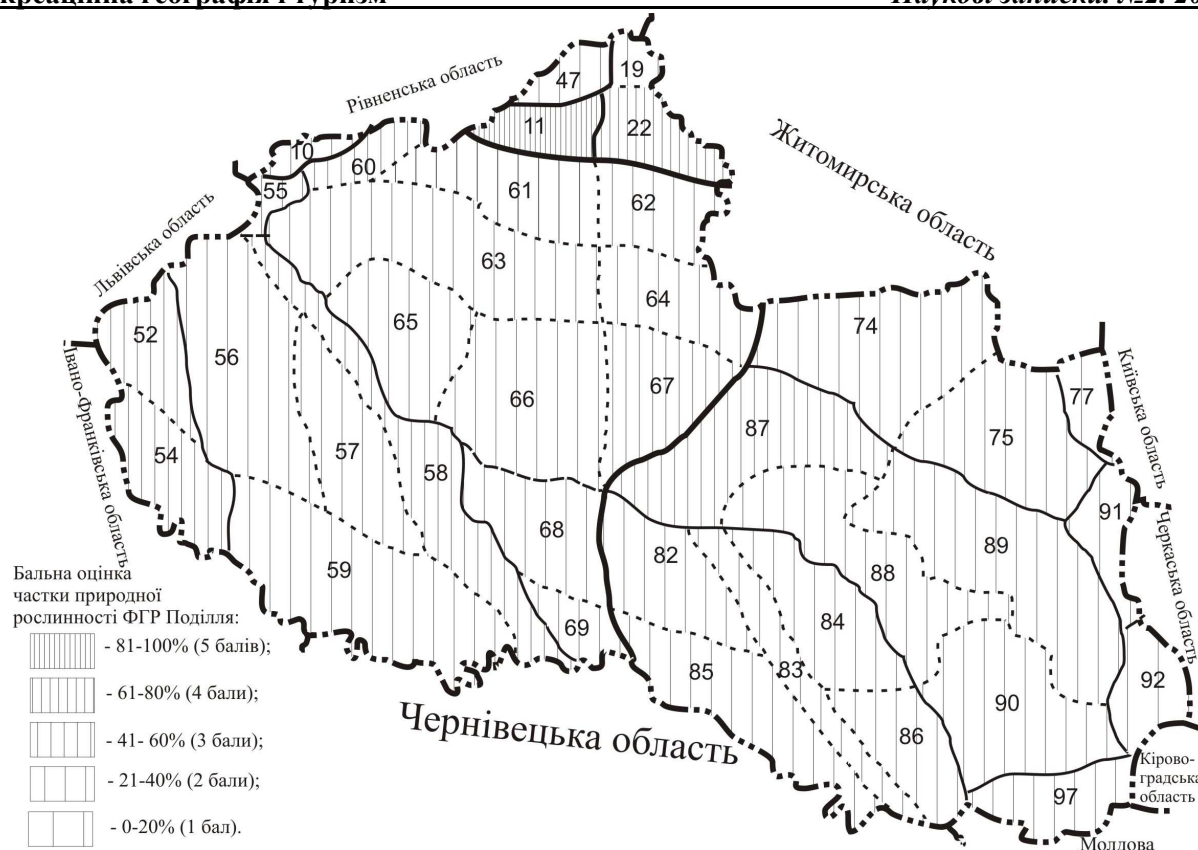 Рівненська область
Житомирська область
Львівська область
Івано-Франківська область
Київська область
Черкаська область
Кірово-
градська
область
Молдова
Чернівецька область
47
19
11
22
10
60
55
61
62
63
64
65
52
56
66
67
74
77
75
87
54
57
58
68
59
69
82
89
91
88
84
85
83
86
90
92
97
Бальна оцінка
частки природної
рослинності ФГР Поділля:
- 81-100% (5 балів);
- 61-80% (4 бали);
- 41- 60% (3 бали);
- 21-40% (2 бали);
- 0-20% (1 бал).